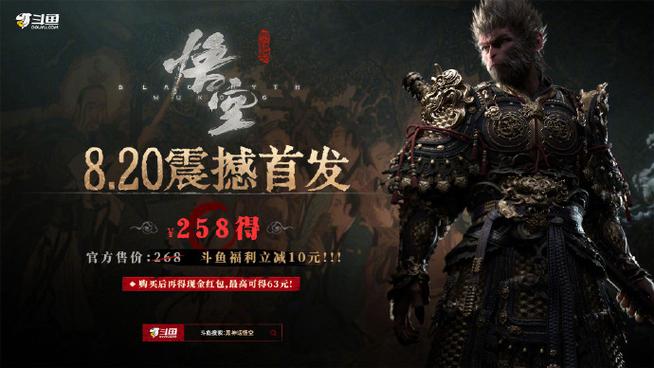 斗鱼
DOUYU.COM
悟空
BLACK MYTH
WUKONG
8.20震撼首发
¥258得
官方售价:268 斗鱼福利立减10元!!!
购买后再得现金红包,最高可得63元!
斗鱼 斗鱼搜索:黑神话悟空